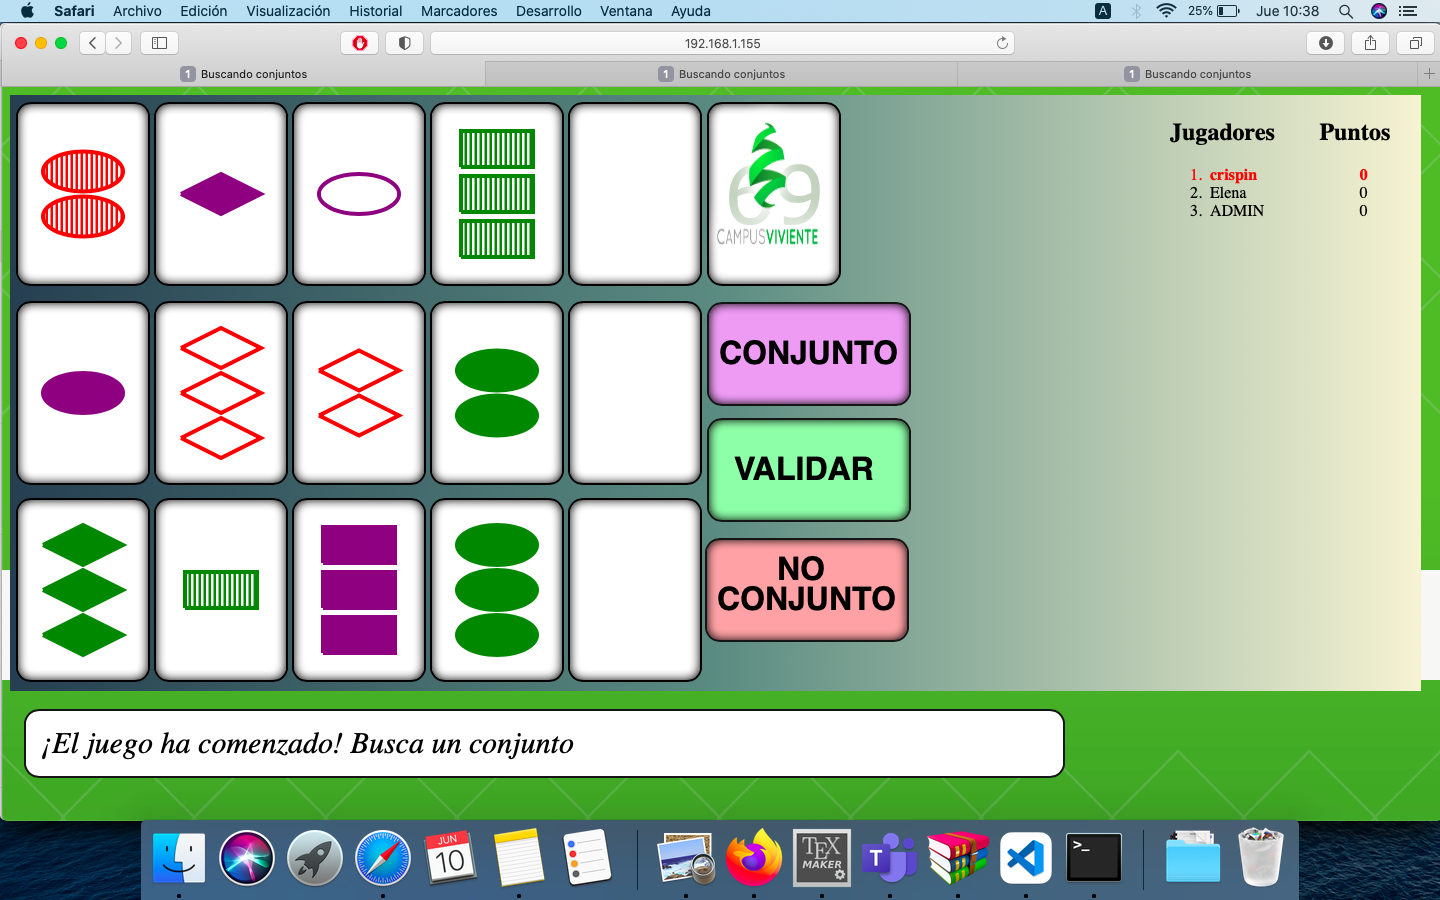 Safari Archivo Edición Visualización Historial Marcadores Desarrollo Ventana Ayuda A 25% Jue 10:38
192.168.1.155
1 Buscando conjuntos 1 Buscando conjuntos 1 Buscando conjuntos
Jugadores Puntos
1. crispin 0
2. Elena 0
3. ADMIN 0
69
CAMPUSVIVIENTE
CONJUNTO
VALIDAR
NO
CONJUNTO
¡El juego ha comenzado! Busca un conjunto
JUN
10
TEX
MAKER
T
>_